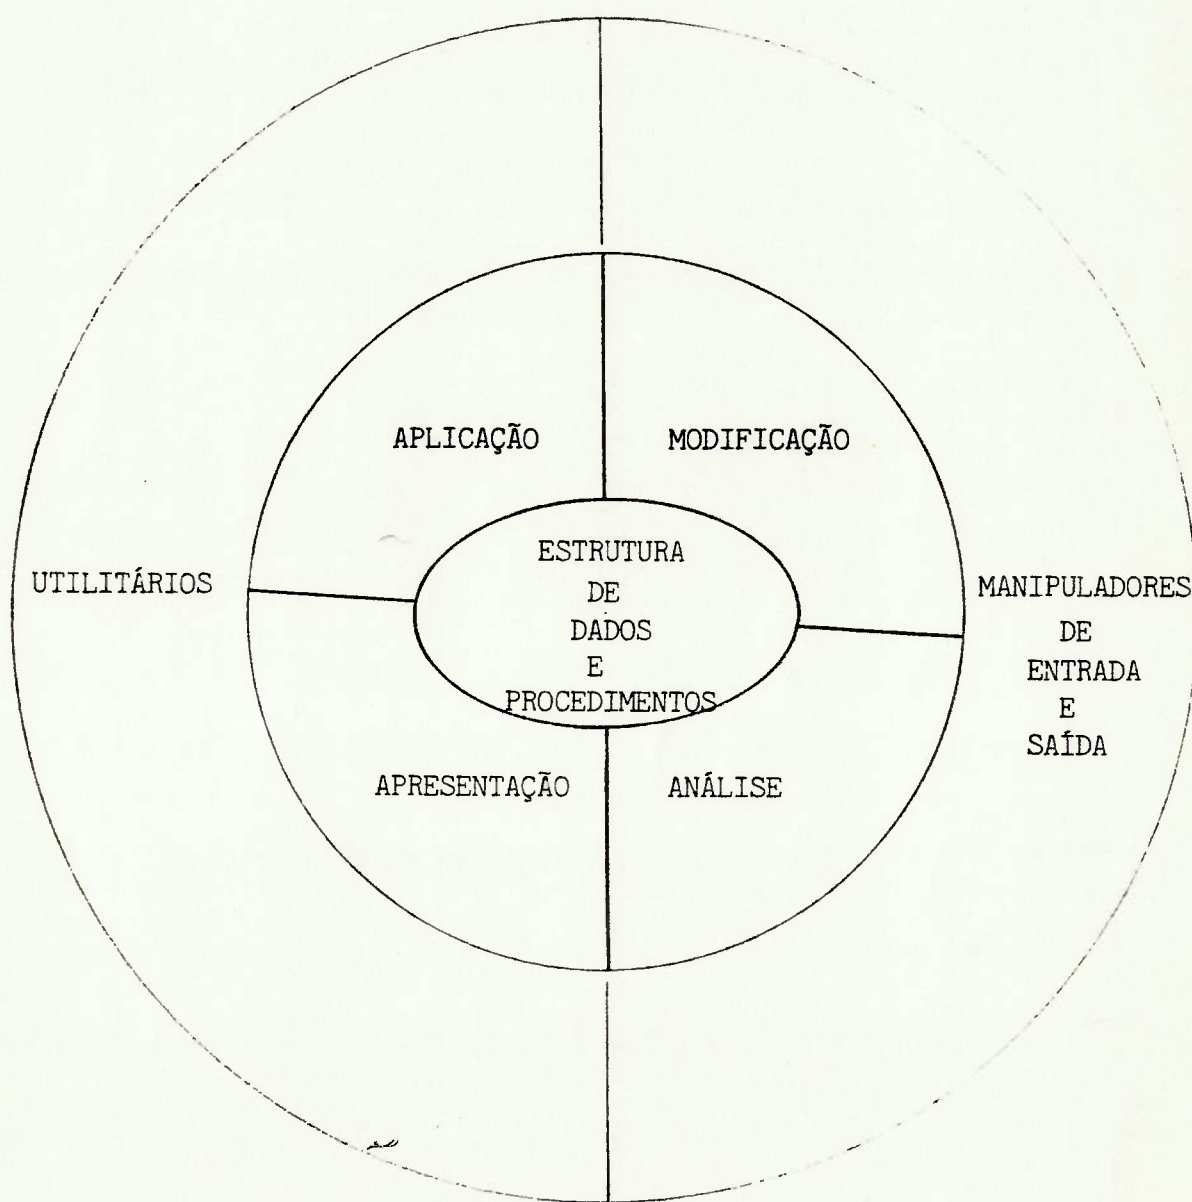 APLICAÇÃO
MODIFICAÇÃO
ESTRUTURA
DE
DADOS
E
PROCEDIMENTOS
UTILITÁRIOS
MANIPULADORES
DE
ENTRADA
E
SAÍDA
APRESENTAÇÃO
ANÁLISE